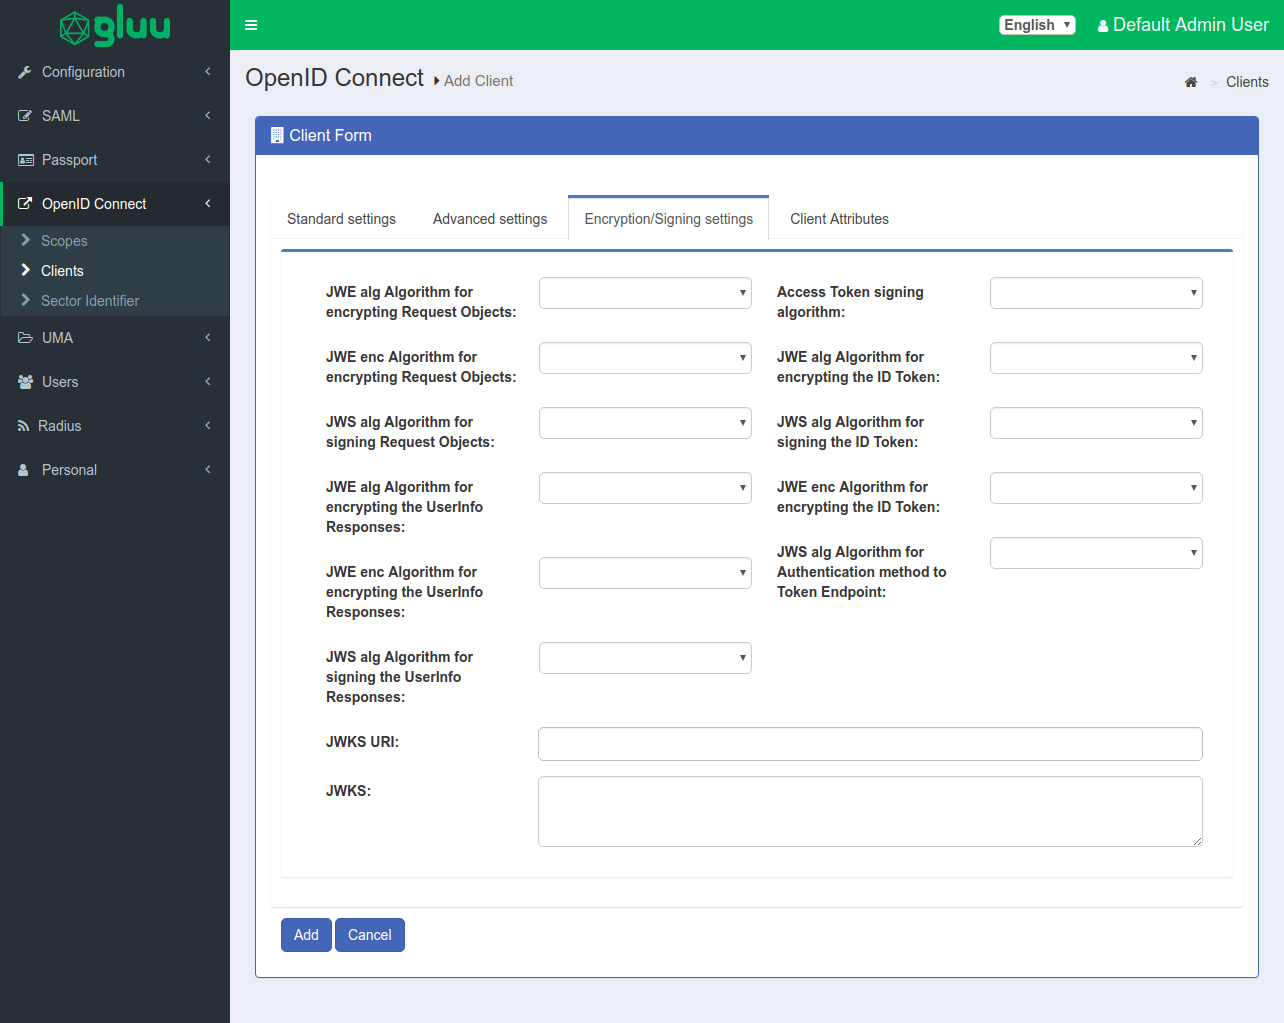 gluu
English
Default Admin User
Configuration
SAML
Passport
OpenID Connect
Scopes
Clients
Sector Identifier
UMA
Users
Radius
Personal
OpenID Connect
Add Client
> Clients
Client Form
Standard settings
Advanced settings
Encryption/Signing settings
Client Attributes
JWE alg Algorithm for
encrypting Request Objects:
JWE enc Algorithm for
encrypting Request Objects:
JWS alg Algorithm for
signing Request Objects:
JWE alg Algorithm for
encrypting the UserInfo
Responses:
JWE enc Algorithm for
encrypting the UserInfo
Responses:
JWS alg Algorithm for
signing the UserInfo
Responses:
Access Token signing
algorithm:
JWE alg Algorithm for
encrypting the ID Token:
JWS alg Algorithm for
signing the ID Token:
JWE enc Algorithm for
encrypting the ID Token:
JWS alg Algorithm for
Authentication method to
Token Endpoint:
JWKS URI:
JWKS:
Add
Cancel